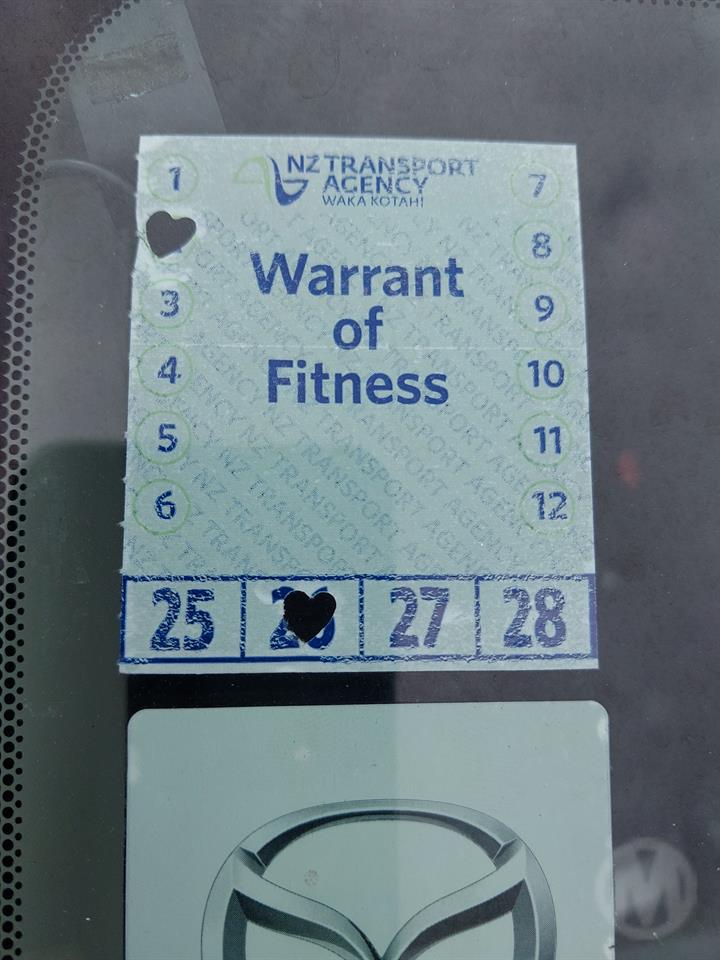 NZ TRANSPORT
AGENCY
WAKA KOTAHI
1
3
4
5
6
7
8
9
10
11
12
Warrant
of
Fitness
25 27 28
M